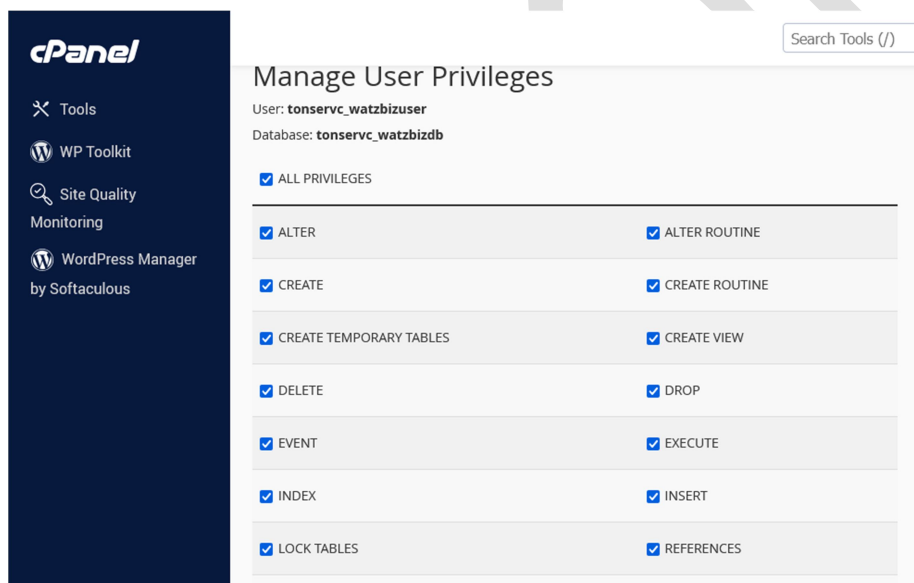 cPanel
Search Tools (/)
Tools
WP Toolkit
Site Quality
Monitoring
WordPress Manager
by Softaculous
Manage User Privileges
User: tonservc_watzbizuser
Database: tonservc_watzbizdb
ALL PRIVILEGES
ALTER ALTER ROUTINE
CREATE CREATE ROUTINE
CREATE TEMPORARY TABLES CREATE VIEW
DELETE DROP
EVENT EXECUTE
INDEX INSERT
LOCK TABLES REFERENCES